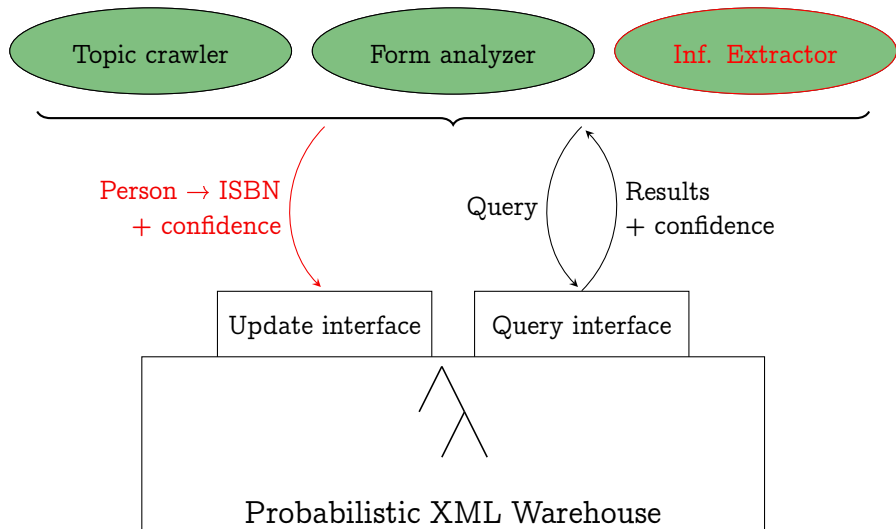 Topic crawler
Form analyzer
Inf. Extractor
Person → ISBN
+ confidence
Query
Results
+ confidence
Update interface
Query interface
Probabilistic XML Warehouse